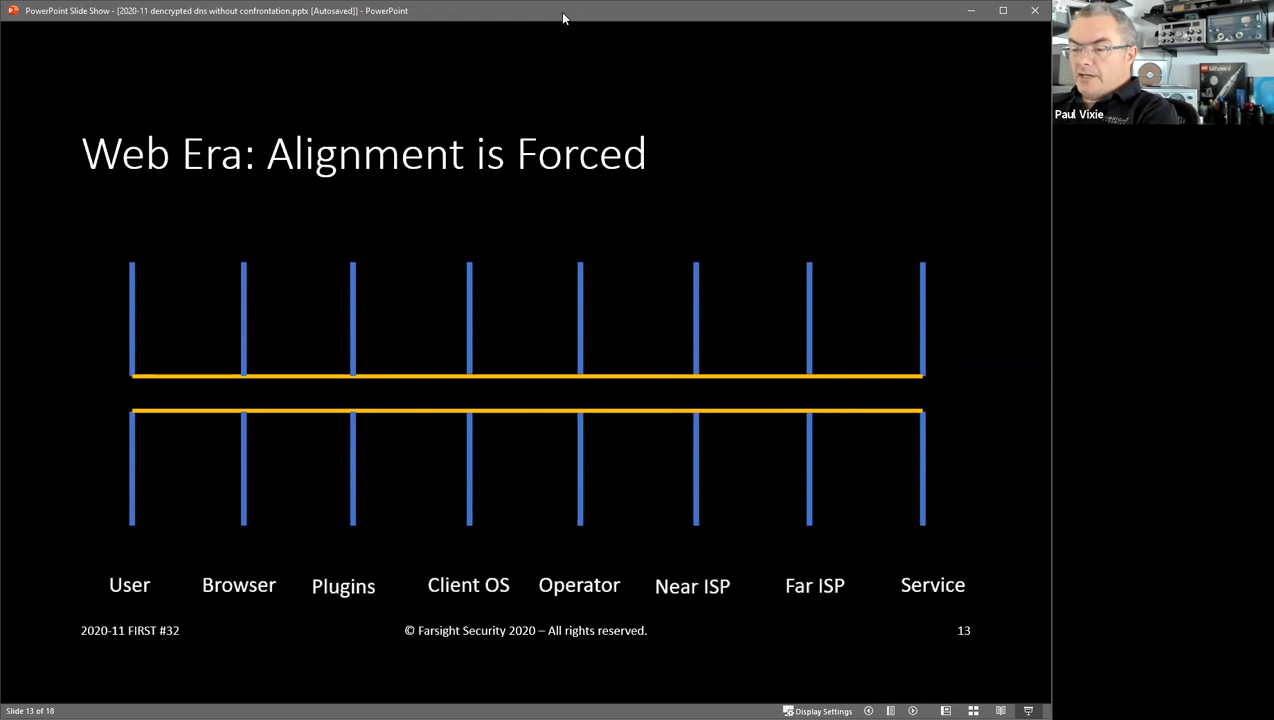 PowerPoint Slide Show - [2020-11 dencrypted dns without confrontation.pptx [Autosaved]] - PowerPoint
Paul Vixie
Web Era: Alignment is Forced
User Browser Plugins Client OS Operator Near ISP Far ISP Service
2020-11 FIRST #32 © Farsight Security 2020 – All rights reserved. 13
Slide 13 of 18 Display Settings